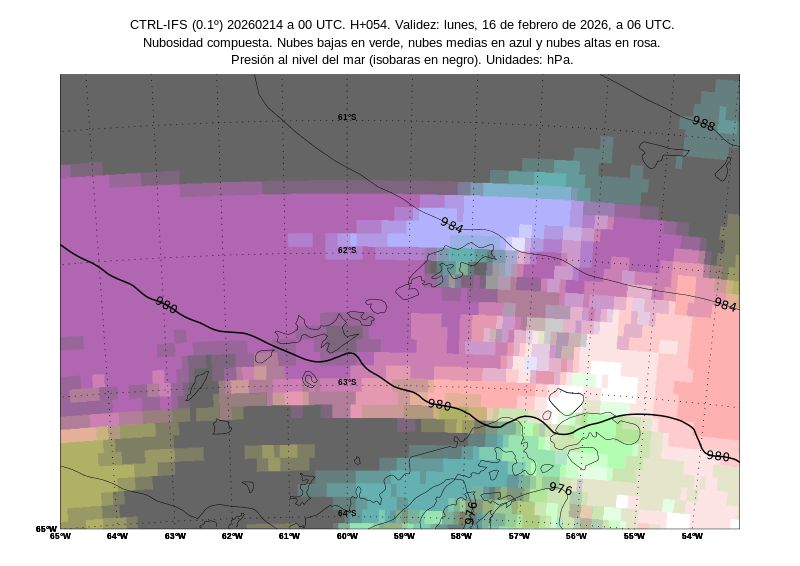 CTRL-IFS (0.1º) 20260214 a 00 UTC. H+054. Validez: lunes, 16 de febrero de 2026, a 06 UTC.
Nubosidad compuesta. Nubes bajas en verde, nubes medias en azul y nubes altas en rosa.
Presión al nivel del mar (isobaras en negro). Unidades: hPa.
61°S
988
984
62°S
980
984
63°S
980
980
976
976
64°S
65°W
65°W 64°W 63°W 62°W 61°W 60°W 59°W 58°W 57°W 56°W 55°W 54°W